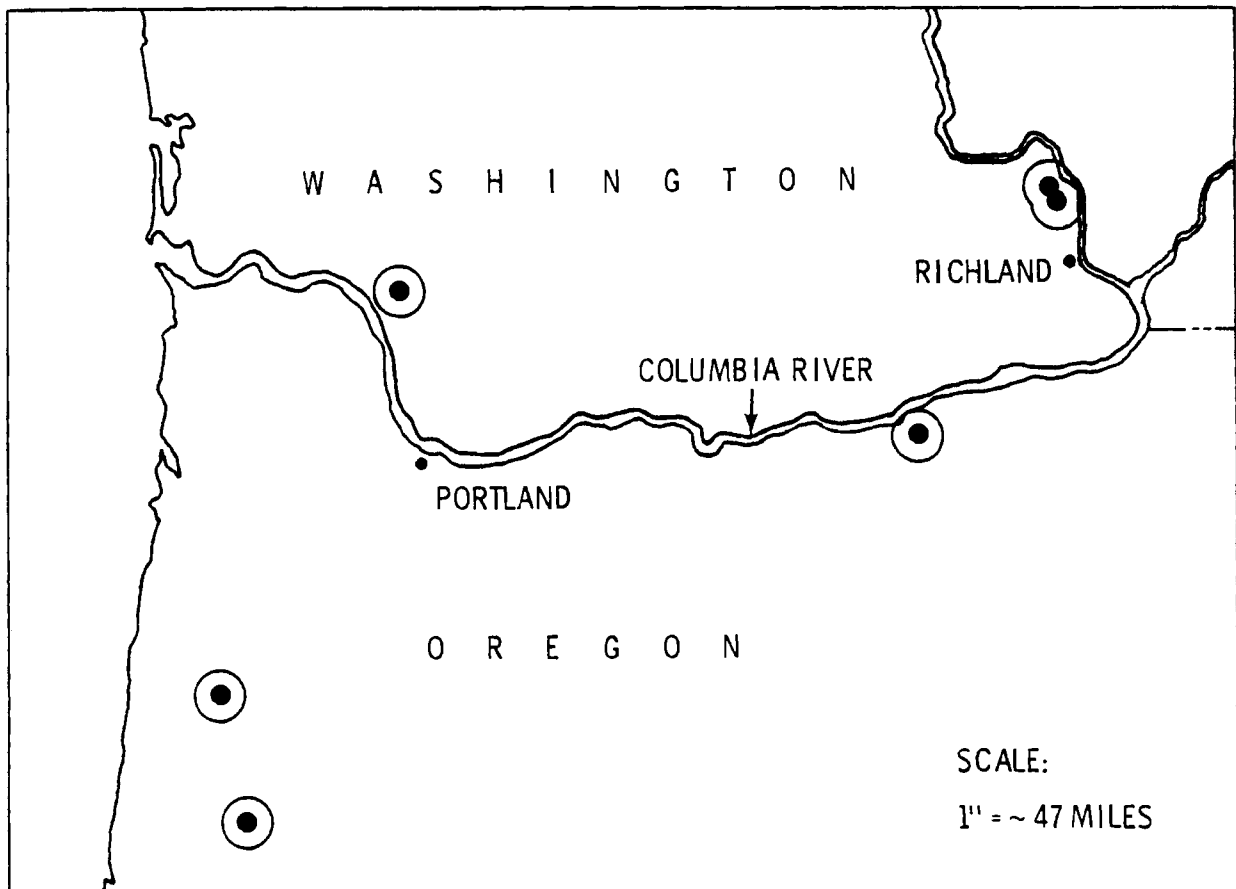 WASHINGTON
RICHLAND
COLUMBIA RIVER
PORTLAND
OREGON
SCALE:
1" = ~ 47 MILES